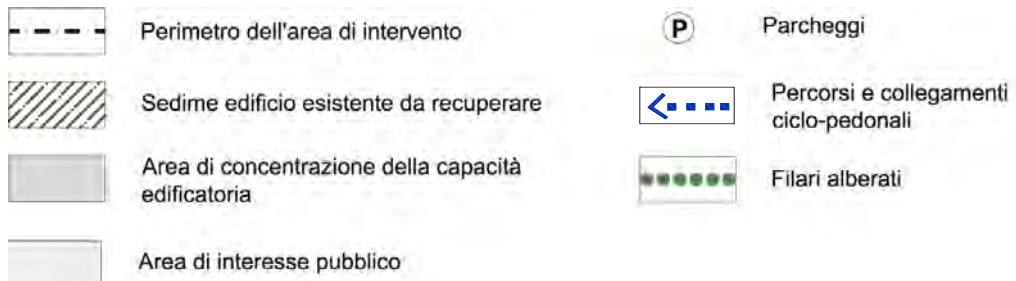 Perimetro dell'area di intervento
Sedime edificio esistente da recuperare
Area di concentrazione della capacità
edificatoria
Area di interesse pubblico
P
Parcheggi
Percorsi e collegamenti
ciclo-pedonali
Filari alberati